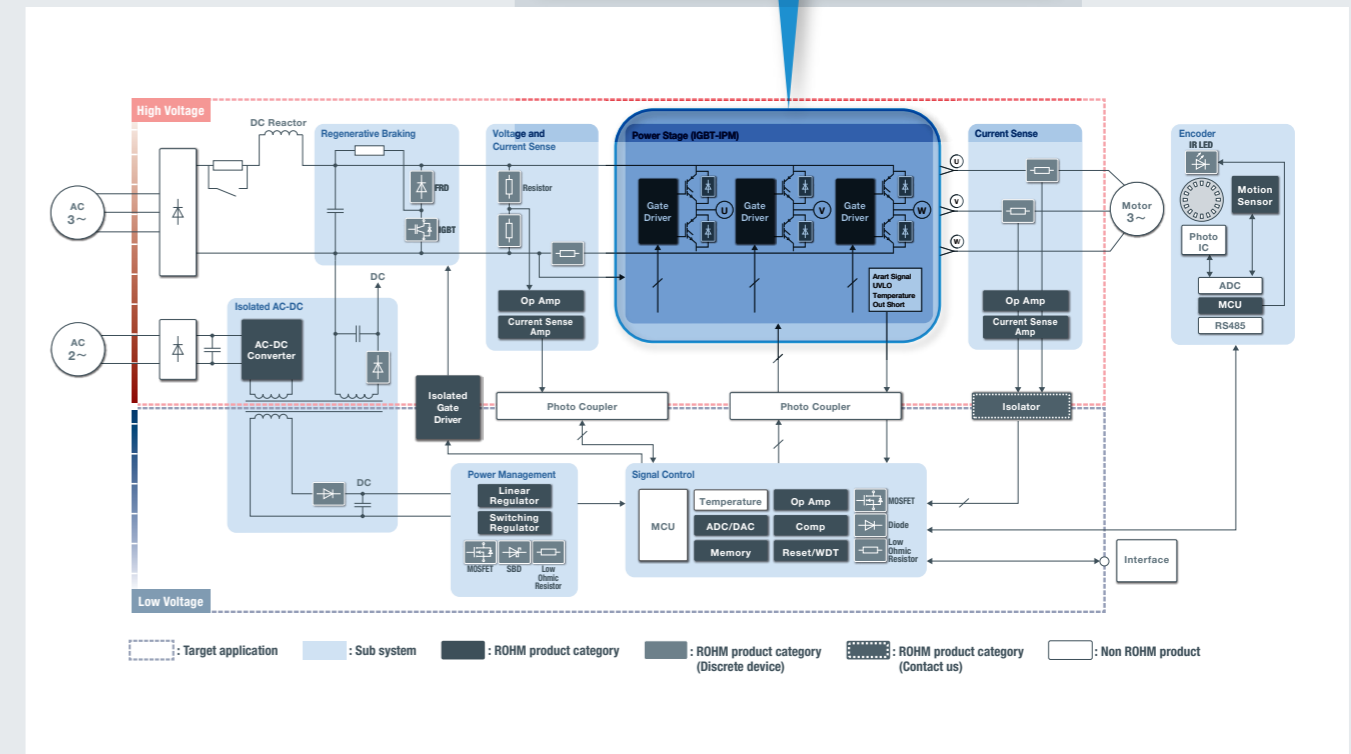 High Voltage
DC Reactor
Regenerative Braking
FRD
IGBT
Voltage and
Current Sense
Resistor
Op Amp
Current Sense
Amp
Power Stage (IGBT-IPM)
Gate
Driver
U
Gate
Driver
V
Gate
Driver
W
Arart Signal
UVLO
Temperature
Out Short
U
V
W
Current Sense
Op Amp
Current Sense
Amp
Motor
3～
Encoder
IR LED
Motion
Sensor
Photo
IC
ADC
MCU
RS485
AC
3～
AC
2～
Isolated AC-DC
AC-DC
Converter
DC
DC
Isolated
Gate
Driver
Photo Coupler
Photo Coupler
Isolator
Power Management
Linear
Regulator
Switching
Regulator
MOSFET
SBD
Low
Ohmic
Resistor
Signal Control
MCU
Temperature
Op Amp
MOSFET
ADC/DAC
Comp
Diode
Memory
Reset/WDT
Low
Ohmic
Resistor
Interface
Low Voltage
: Target application
: Sub system
: ROHM product category
: ROHM product category
(Discrete device)
: ROHM product category
(Contact us)
: Non ROHM product